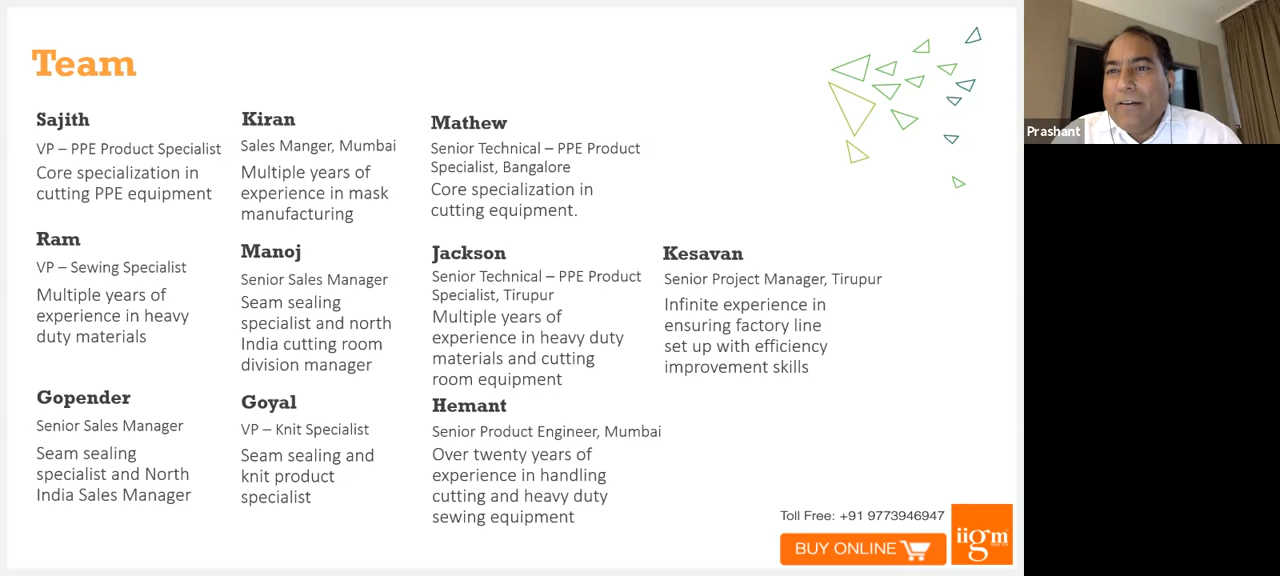 Team
Sajith
VP – PPE Product Specialist
Core specialization in
cutting PPE equipment
Kiran
Sales Manger, Mumbai
Multiple years of
experience in mask
manufacturing
Mathew
Senior Technical – PPE Product
Specialist, Bangalore
Core specialization in
cutting equipment.
Ram
VP – Sewing Specialist
Multiple years of
experience in heavy
duty materials
Manoj
Senior Sales Manager
Seam sealing
specialist and north
India cutting room
division manager
Jackson
Senior Technical – PPE Product
Specialist, Tirupur
Multiple years of
experience in heavy duty
materials and cutting
room equipment
Kesavan
Senior Project Manager, Tirupur
Infinite experience in
ensuring factory line
set up with efficiency
improvement skills
Gopender
Senior Sales Manager
Seam sealing
specialist and North
India Sales Manager
Goyal
VP – Knit Specialist
Seam sealing and
knit product
specialist
Hemant
Senior Product Engineer, Mumbai
Over twenty years of
experience in handling
cutting and heavy duty
sewing equipment
Toll Free: +91 9773946947
BUY ONLINE
iigm
Prashant